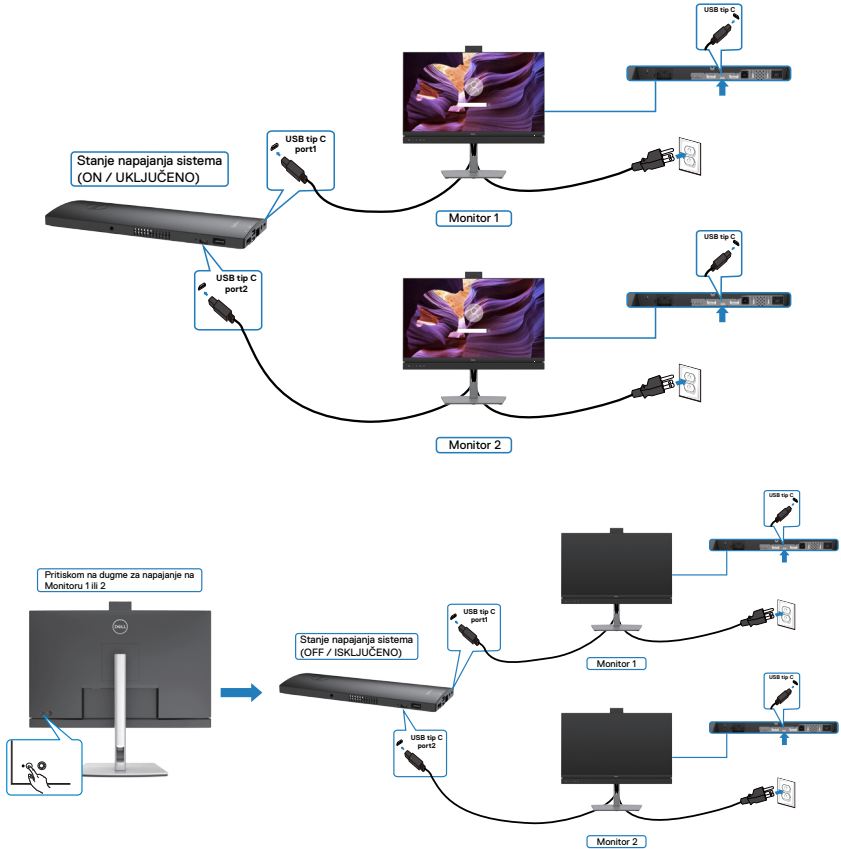 USB tip C
USB tip C
port1
Stanje napajanja sistema
(ON / UKLJUČENO)
Monitor 1
USB tip C
USB tip C
port2
Monitor 2
USB tip C
Pritiskom na dugme za napajanje na
Monitoru 1 ili 2
DELL
USB tip C
port1
Stanje napajanja sistema
(OFF / ISKLJUČENO)
Monitor 1
USB tip C
USB tip C
port2
Monitor 2